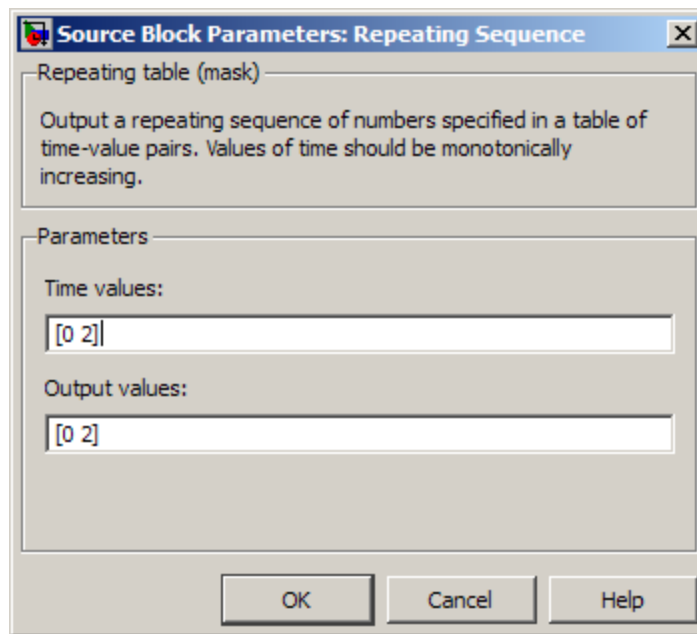 Source Block Parameters: Repeating Sequence
Repeating table (mask)
Output a repeating sequence of numbers specified in a table of
time-value pairs. Values of time should be monotonically
increasing.
Parameters
Time values:
[0 2]
Output values:
[0 2]
OK Cancel Help